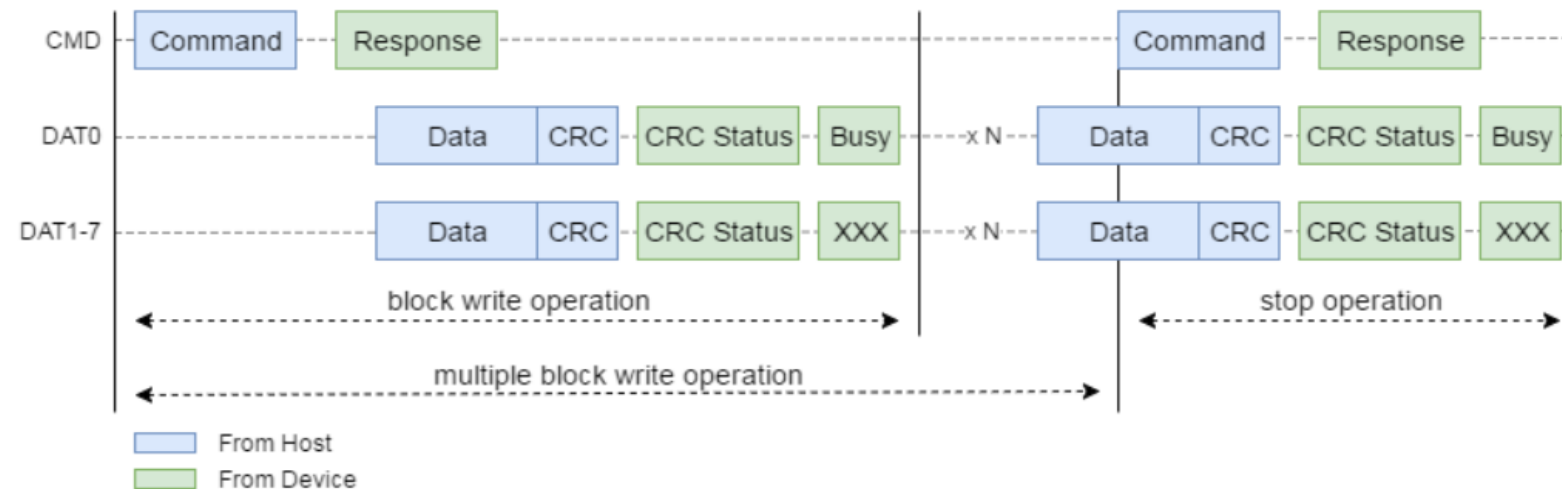 CMD Command Response Command Response
DAT0 Data CRC CRC Status Busy x N Data CRC CRC Status Busy
DAT1-7 Data CRC CRC Status XXX x N Data CRC CRC Status XXX
block write operation stop operation
multiple block write operation
From Host
From Device